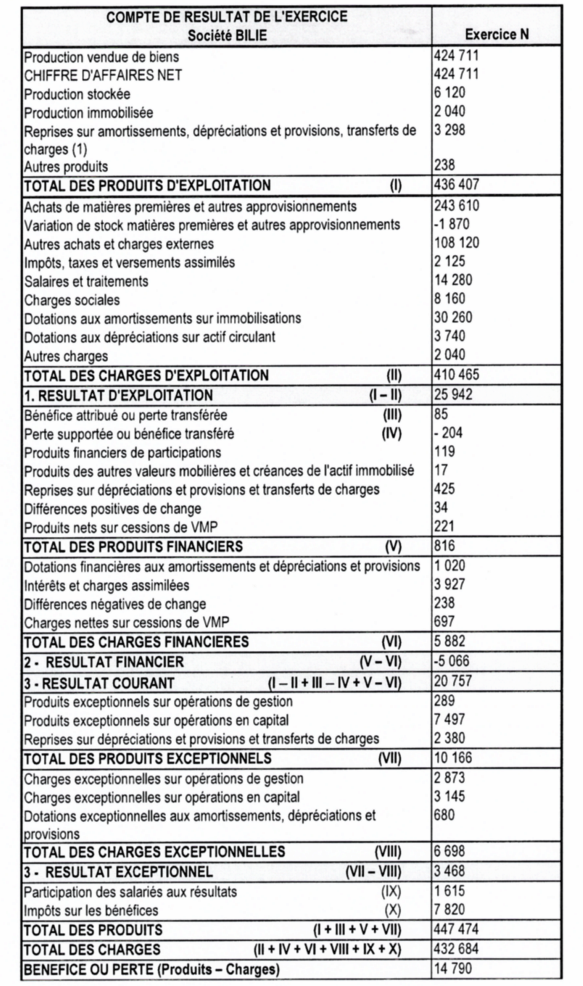 COMPTE DE RESULTAT DE L'EXERCICE
Société BILIE Exercice N
Production vendue de biens 424 711
CHIFFRE D'AFFAIRES NET 424 711
Production stockée 6 120
Production immobilisée 2 040
Reprises sur amortissements, dépréciations et provisions, transferts de 3 298
charges (1)
Autres produits 238
TOTAL DES PRODUITS D'EXPLOITATION (I) 436 407
Achats de matières premières et autres approvisionnements 243 610
Variation de stock matières premières et autres approvisionnements -1 870
Autres achats et charges externes 108 120
Impôts, taxes et versements assimilés 2 125
Salaires et traitements 14 280
Charges sociales 8 160
Dotations aux amortissements sur immobilisations 30 260
Dotations aux dépréciations sur actif circulant 3 740
Autres charges 2 040
TOTAL DES CHARGES D'EXPLOITATION (II) 410 465
1. RESULTAT D'EXPLOITATION (I – II) 25 942
Bénéfice attribué ou perte transférée (III) 85
Perte supportée ou bénéfice transféré (IV) - 204
Produits financiers de participations 119
Produits des autres valeurs mobilières et créances de l'actif immobilisé 17
Reprises sur dépréciations et provisions et transferts de charges 425
Différences positives de change 34
Produits nets sur cessions de VMP 221
TOTAL DES PRODUITS FINANCIERS (V) 816
Dotations financières aux amortissements et dépréciations et provisions 1 020
Intérêts et charges assimilées 3 927
Différences négatives de change 238
Charges nettes sur cessions de VMP 697
TOTAL DES CHARGES FINANCIERES (VI) 5 882
2 - RESULTAT FINANCIER (V – VI) -5 066
3 - RESULTAT COURANT (I – II + III – IV + V – VI) 20 757
Produits exceptionnels sur opérations de gestion 289
Produits exceptionnels sur opérations en capital 7 497
Reprises sur dépréciations et provisions et transferts de charges 2 380
TOTAL DES PRODUITS EXCEPTIONNELS (VII) 10 166
Charges exceptionnelles sur opérations de gestion 2 873
Charges exceptionnelles sur opérations en capital 3 145
Dotations exceptionnelles aux amortissements, dépréciations et 680
provisions
TOTAL DES CHARGES EXCEPTIONNELLES (VIII) 6 698
3 - RESULTAT EXCEPTIONNEL (VII – VIII) 3 468
Participation des salariés aux résultats (IX) 1 615
Impôts sur les bénéfices (X) 7 820
TOTAL DES PRODUITS (I + III + V + VII) 447 474
TOTAL DES CHARGES (II + IV + VI + VIII + IX + X) 432 684
BENEFICE OU PERTE (Produits – Charges) 14 790